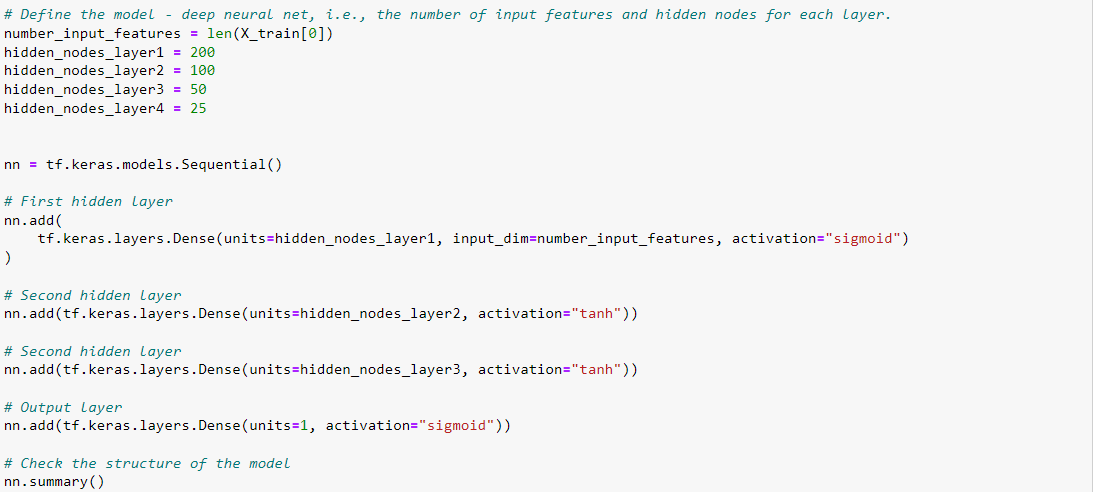 # Define the model - deep neural net, i.e., the number of input features and hidden nodes for each layer.
number_input_features = len(X_train[0])
hidden_nodes_layer1 = 200
hidden_nodes_layer2 = 100
hidden_nodes_layer3 = 50
hidden_nodes_layer4 = 25
nn = tf.keras.models.Sequential()
# First hidden layer
nn.add(
    tf.keras.layers.Dense(units=hidden_nodes_layer1, input_dim=number_input_features, activation="sigmoid")
)
# Second hidden layer
nn.add(tf.keras.layers.Dense(units=hidden_nodes_layer2, activation="tanh"))
# Second hidden layer
nn.add(tf.keras.layers.Dense(units=hidden_nodes_layer3, activation="tanh"))
# Output layer
nn.add(tf.keras.layers.Dense(units=1, activation="sigmoid"))
# Check the structure of the model
nn.summary()